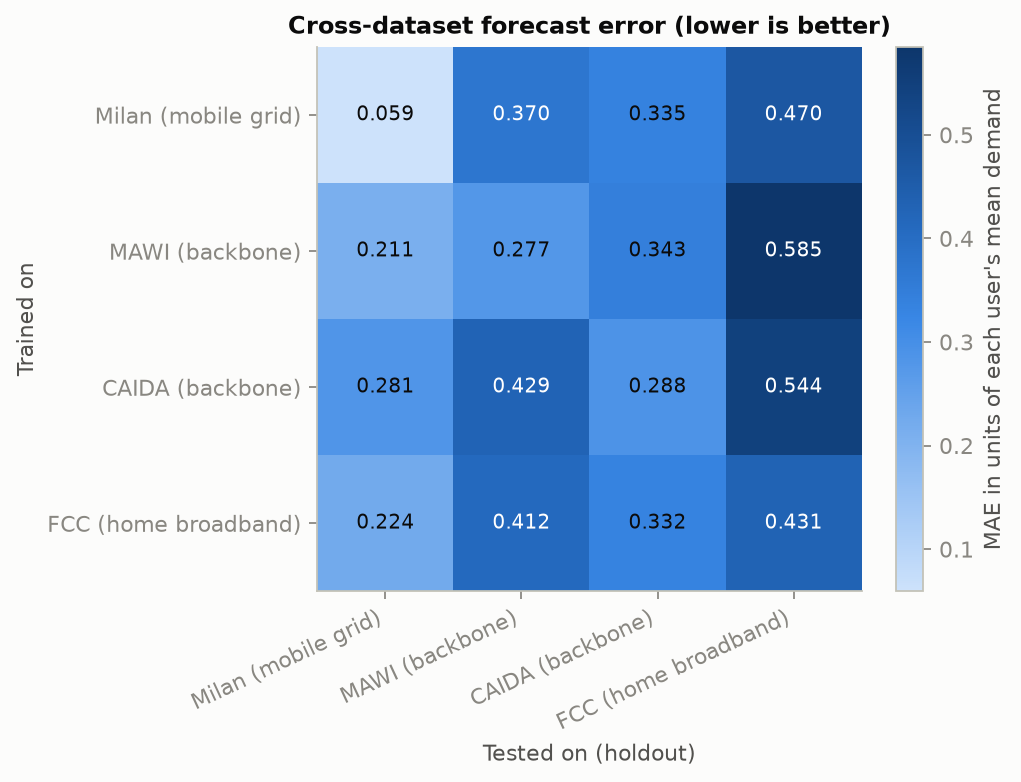 Cross-dataset forecast error (lower is better)
Trained on
Milan (mobile grid) 0.059 0.370 0.335 0.470
MAWI (backbone) 0.211 0.277 0.343 0.585
CAIDA (backbone) 0.281 0.429 0.288 0.544
FCC (home broadband) 0.224 0.412 0.332 0.431
Milan (mobile grid)
MAWI (backbone)
CAIDA (backbone)
FCC (home broadband)
Tested on (holdout)
0.5
0.4
0.3
0.2
0.1
MAE in units of each user's mean demand